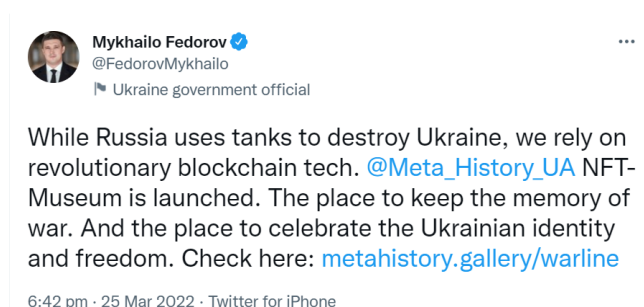 Mykhailo Fedorov
@FedorovMykhailo
Ukraine government official
While Russia uses tanks to destroy Ukraine, we rely on
revolutionary blockchain tech. @Meta_History_UA NFT-
Museum is launched. The place to keep the memory of
war. And the place to celebrate the Ukrainian identity
and freedom. Check here: metahistory.gallery/warline
6:42 pm · 25 Mar 2022 · Twitter for iPhone